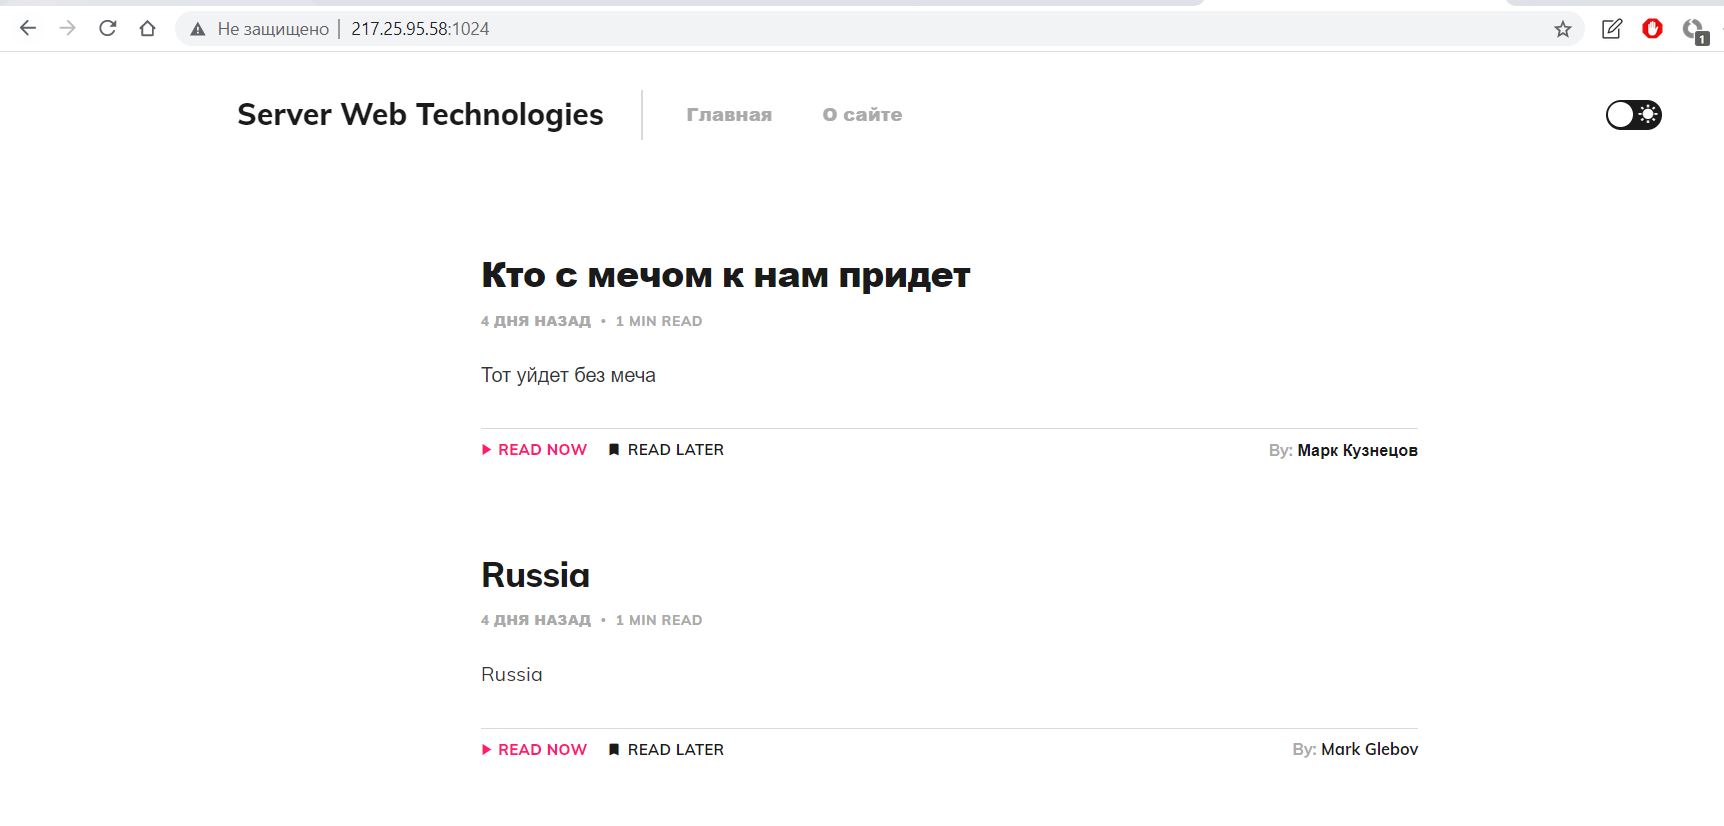 Не защищено | 217.25.95.58:1024
1
Server Web Technologies
Главная
О сайте
Кто с мечом к нам придет
4 ДНЯ НАЗАД • 1 MIN READ
Тот уйдет без меча
READ NOW READ LATER By: Марк Кузнецов
Russia
4 ДНЯ НАЗАД • 1 MIN READ
Russia
READ NOW READ LATER By: Mark Glebov